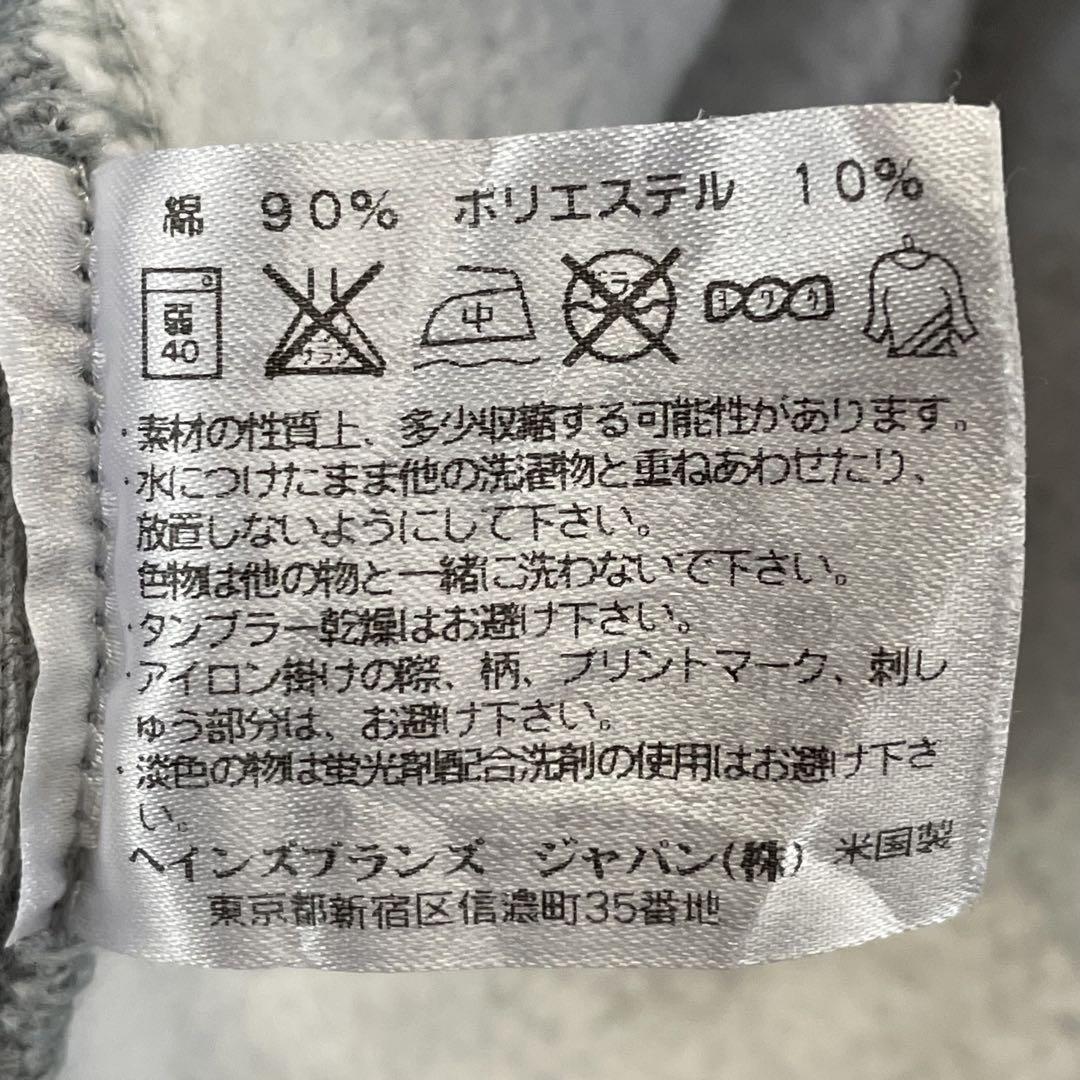 綿 90% ポリエステル 10%
弱 40 サラシ 中 ドライ ヨワク
・素材の性質上、多少収縮する可能性があります。
・水につけたまま他の洗濯物と重ねあわせたり、
放置しないようにして下さい。
色物は他の物と一緒に洗わないで下さい。
・タンブラー乾燥はお避け下さい。
・アイロン掛けの際、柄、プリントマーク、刺し
ゅう部分は、お避け下さい。
・淡色の物は蛍光剤配合洗剤の使用はお避け下さ
い。
ヘインズブランズ ジャパン(株) 米国製
東京都新宿区信濃町35番地